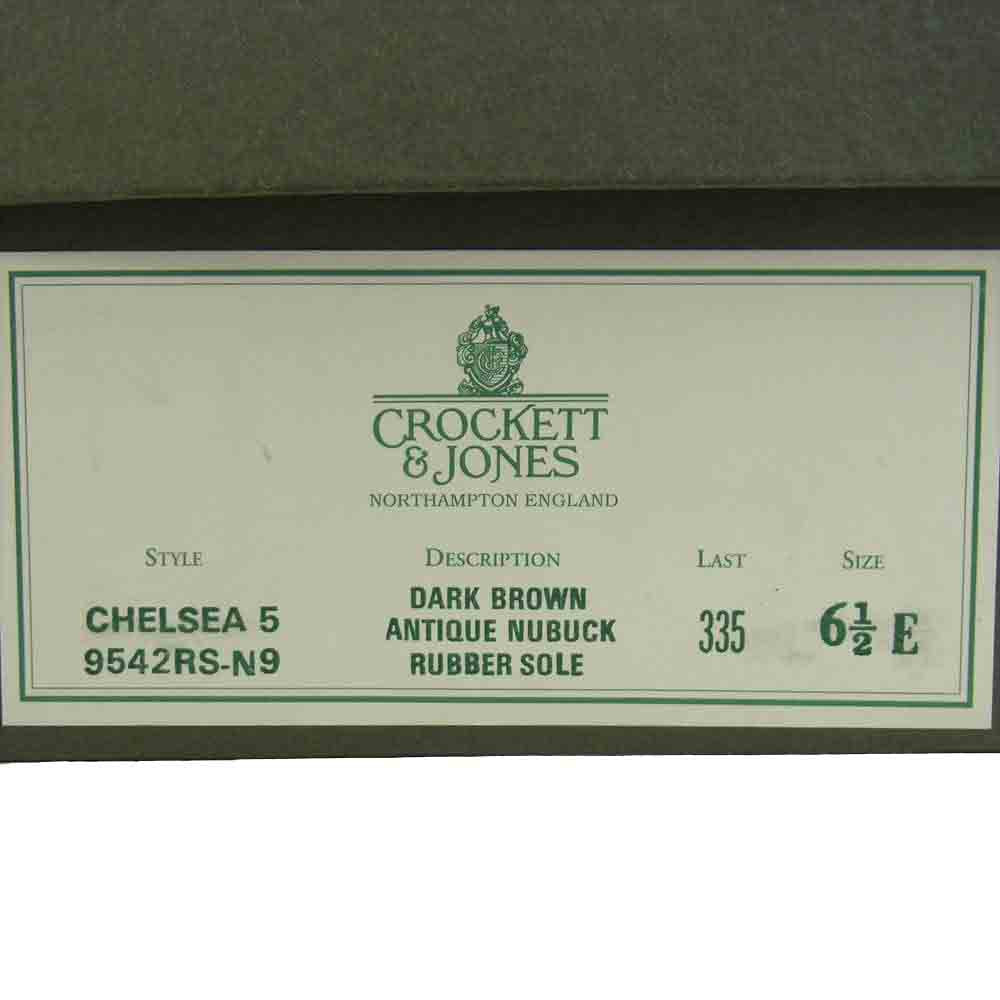 CROCKETT
& JONES
NORTHAMPTON ENGLAND
STYLE DESCRIPTION LAST SIZE
CHELSEA 5
9542RS-N9
DARK BROWN
ANTIQUE NUBUCK
RUBBER SOLE
335
6½ E